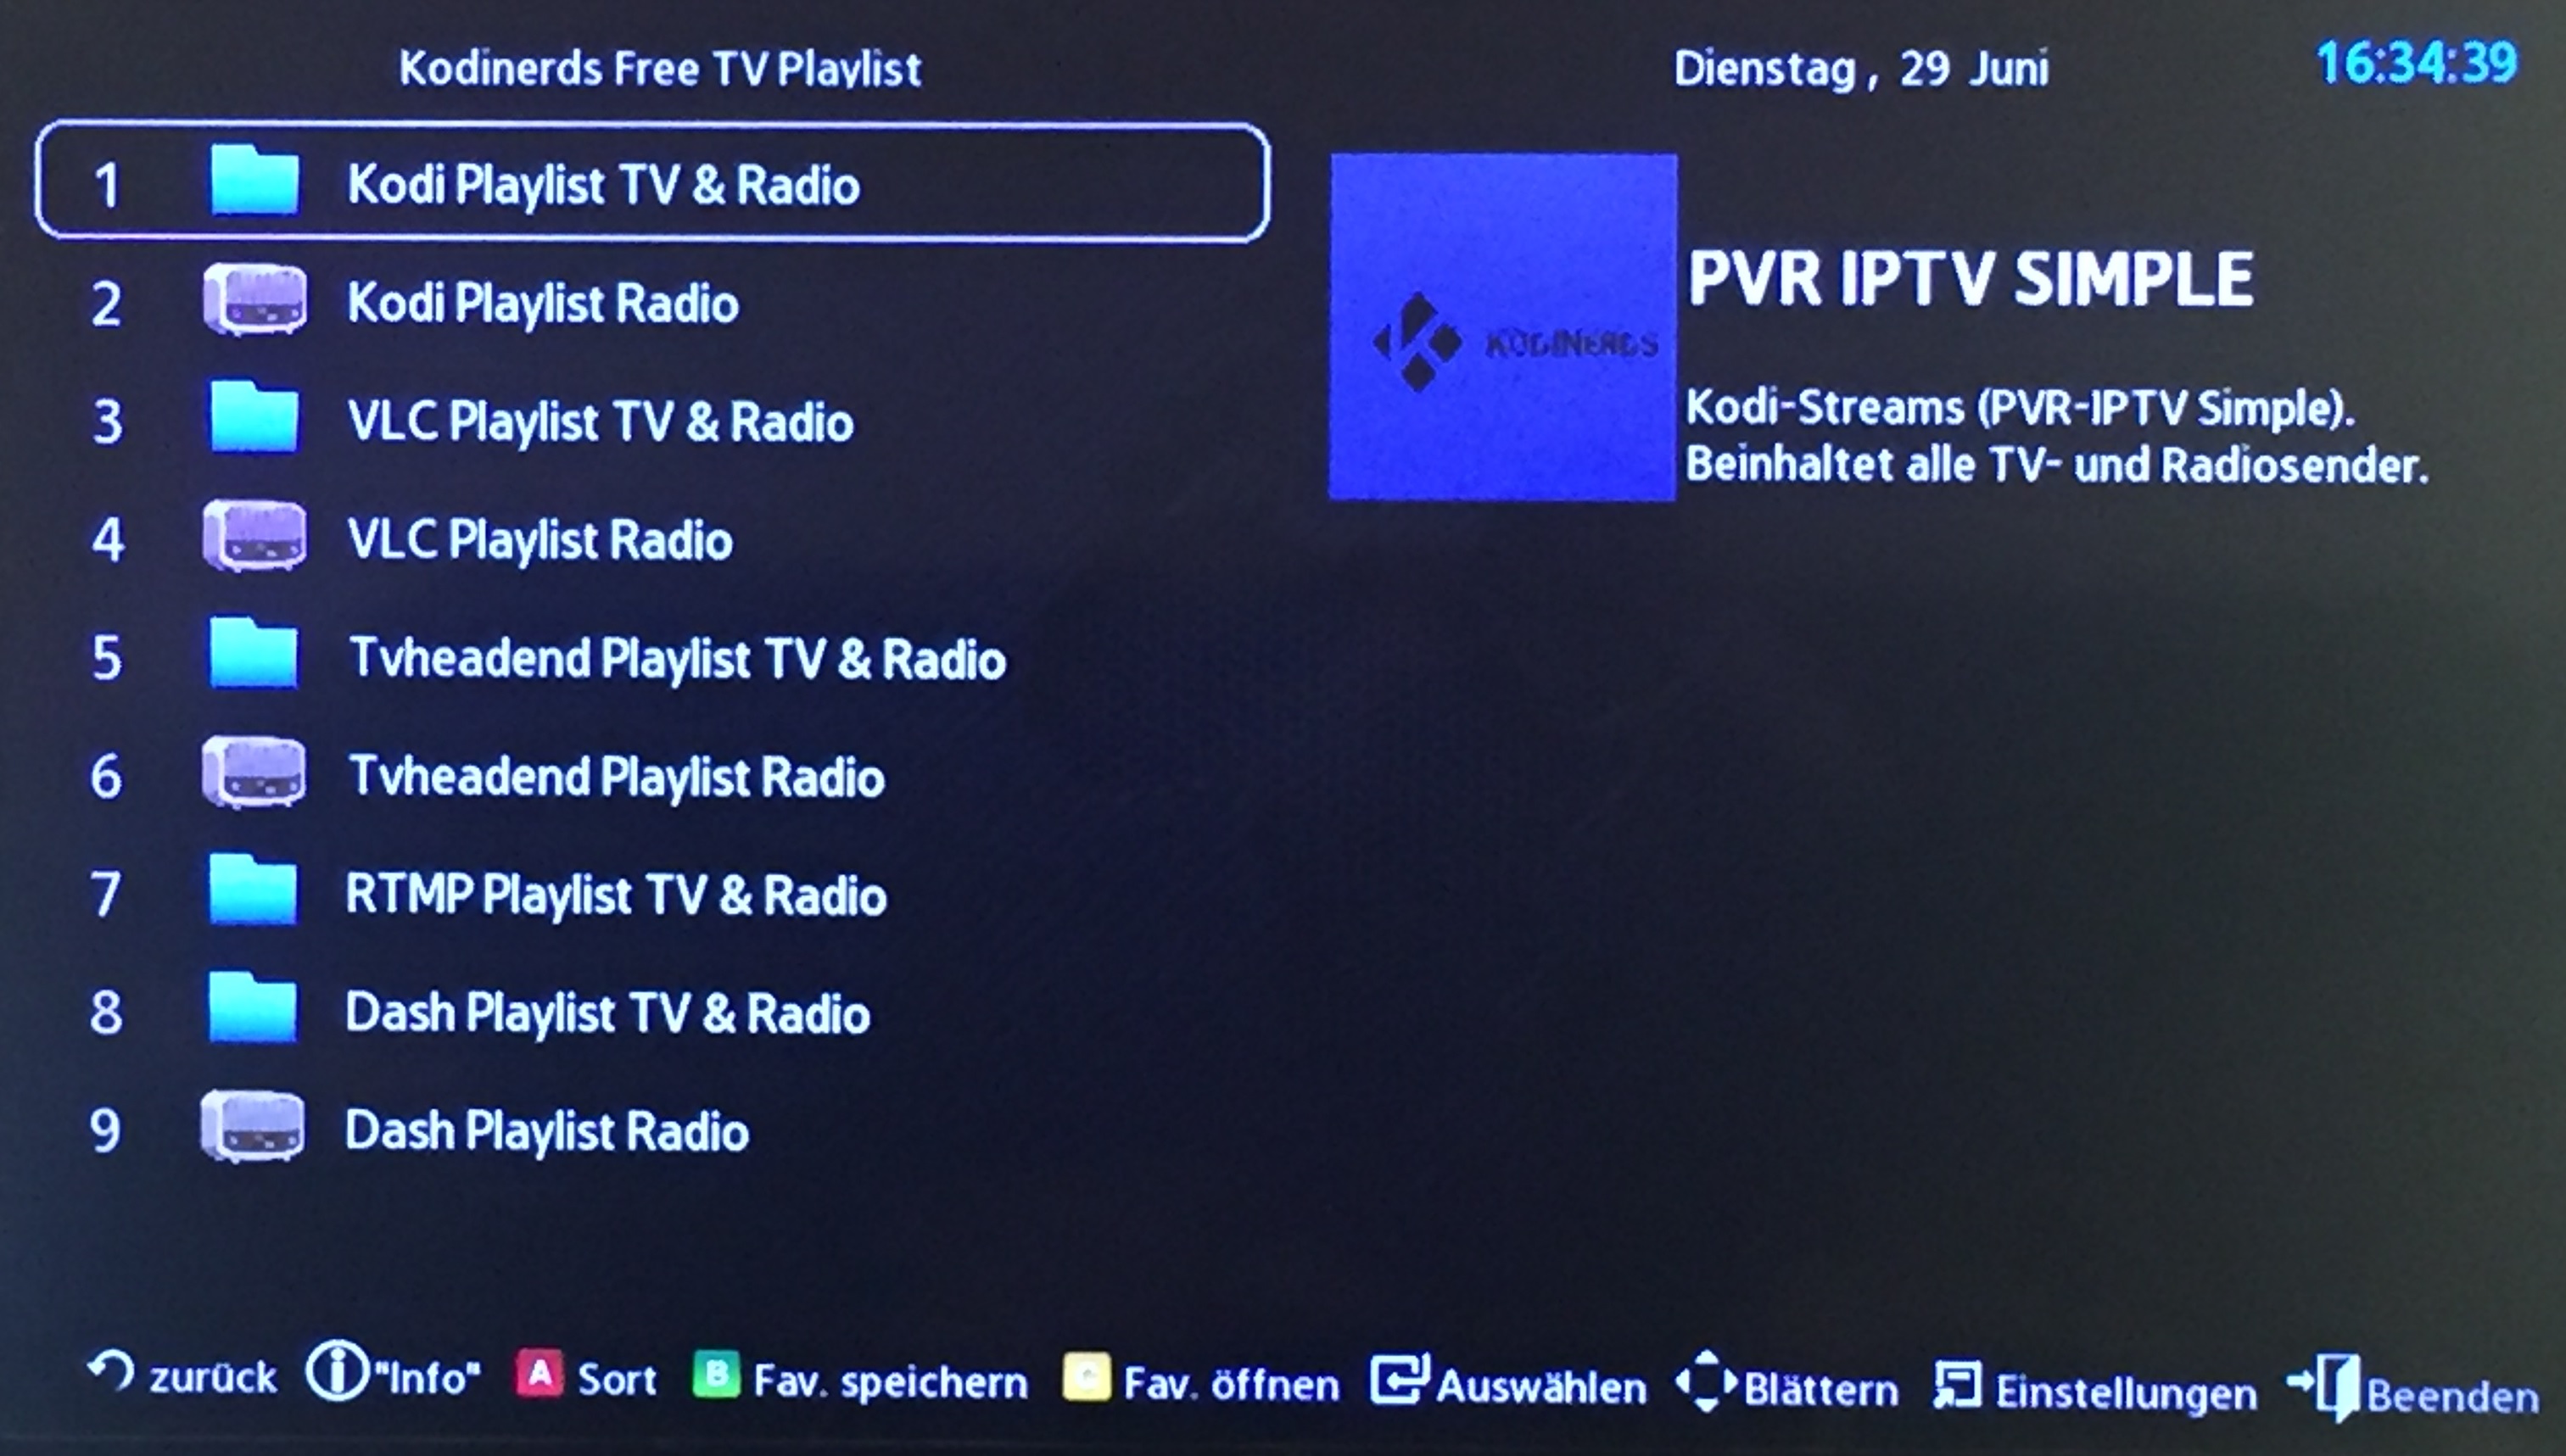 Kodinerds Free TV Playlist
Dienstag, 29 Juni
16:34:39
1 Kodi Playlist TV & Radio
2 Kodi Playlist Radio
3 VLC Playlist TV & Radio
4 VLC Playlist Radio
5 Tvheadend Playlist TV & Radio
6 Tvheadend Playlist Radio
7 RTMP Playlist TV & Radio
8 Dash Playlist TV & Radio
9 Dash Playlist Radio
KODINERDS
PVR IPTV SIMPLE
Kodi-Streams (PVR-IPTV Simple).
Beinhaltet alle TV- und Radiosender.
zurück "Info" A Sort B Fav. speichern C Fav. öffnen Auswählen Blättern Einstellungen Beenden